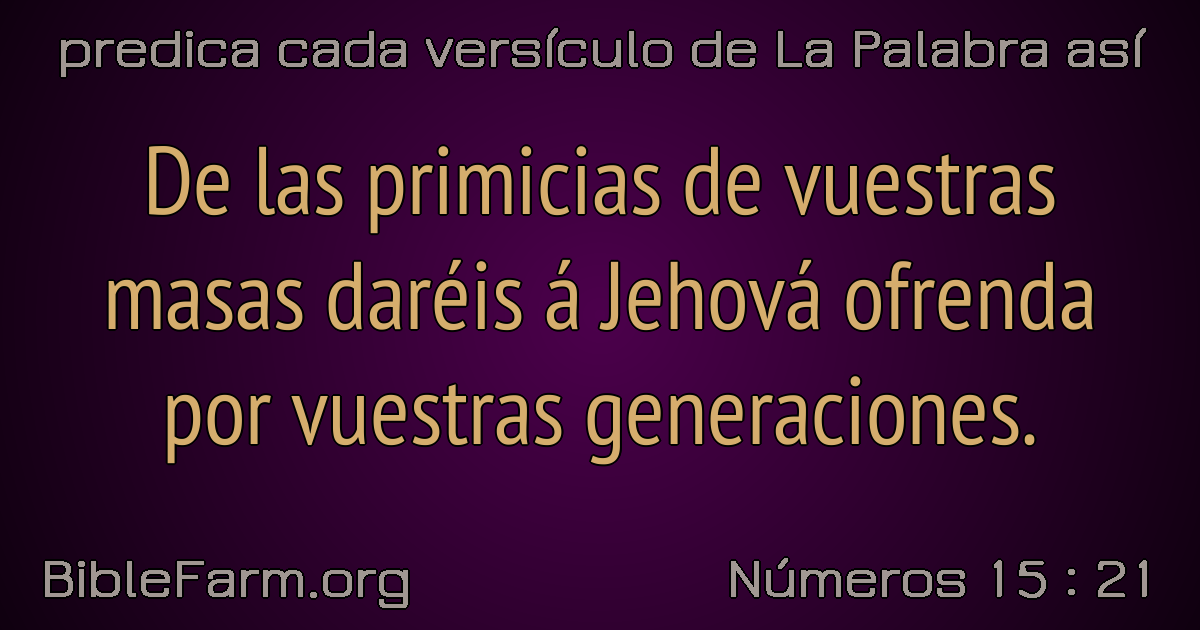 predica cada versículo de La Palabra así
De las primicias de vuestras
masas daréis á Jehová ofrenda
por vuestras generaciones.
BibleFarm.org
Números 15 : 21